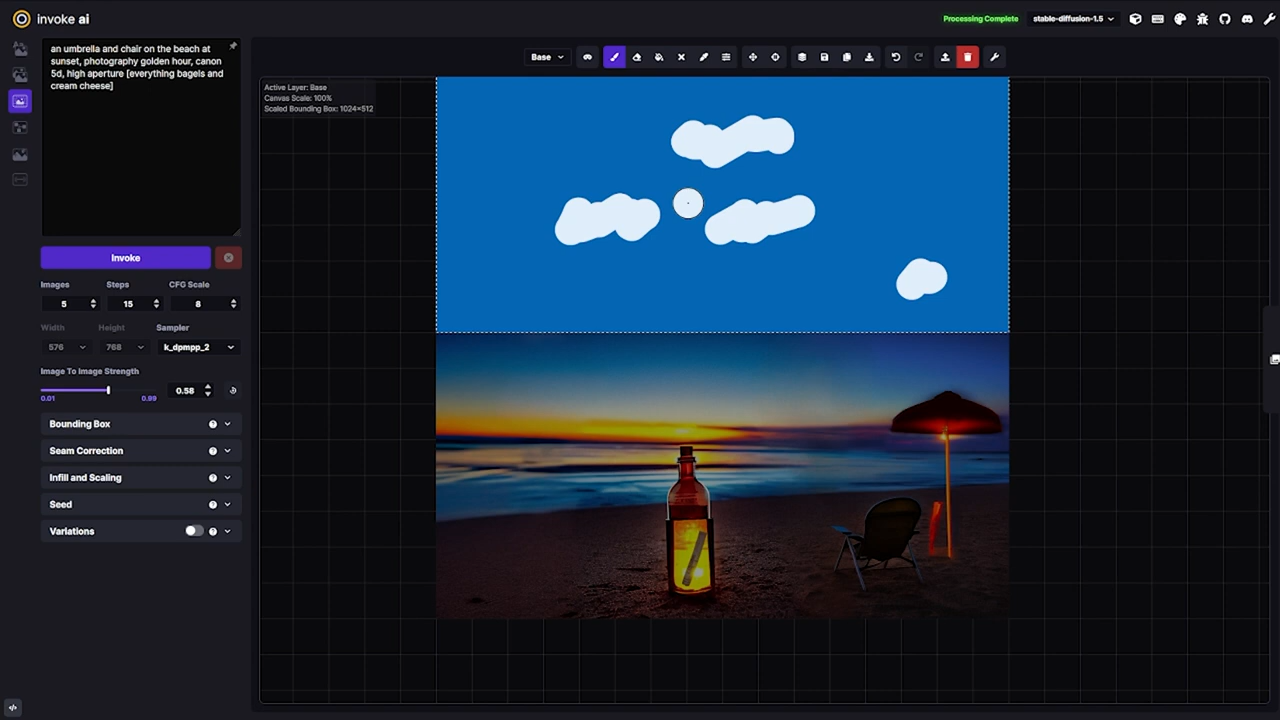 invoke ai
Processing Complete
stable-diffusion-1.5
an umbrella and chair on the beach at
sunset, photography golden hour, canon
5d, high aperture [everything bagels and
cream cheese]
Base
Active Layer: Base
Canvas Scale: 100%
Scaled Bounding Box: 1024×512
Invoke
Images
Steps
CFG Scale
5
15
8
Width
Height
Sampler
576
768
k_dpmpp_2
Image To Image Strength
0.58
0.01
0.99
Bounding Box
Seam Correction
Infill and Scaling
Seed
Variations